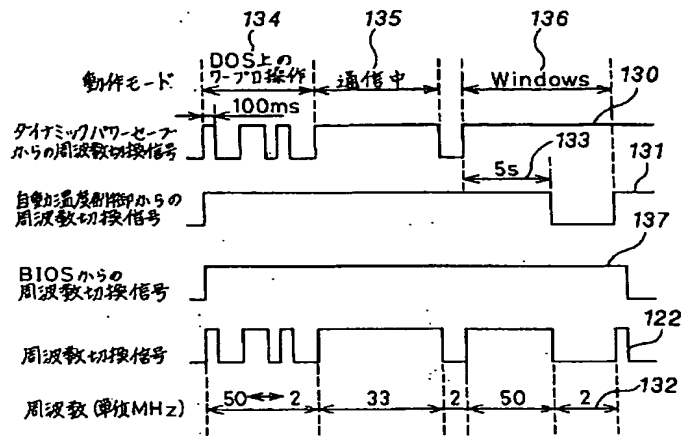 134 135 136
動作モード DOS上の ワープロ操作 通信中 Windows
130
100ms
ダイナミックパワーセーブ
からの周波数切換信号
133
5s
131
自動温度制御からの
周波数切換信号
137
BIOSからの
周波数切換信号
122
周波数切換信号
周波数(単位MHz) 50 2 33 2 50 2 132